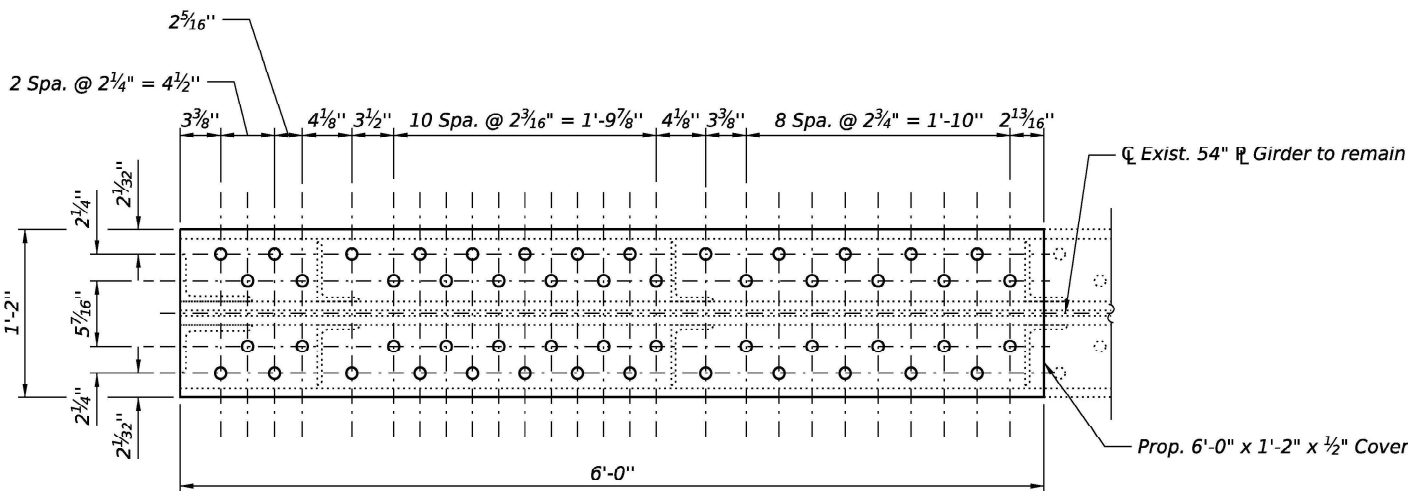 2⁵⁄₁₆"
2 Spa. @ 2¼" = 4½"
3⅜" 4⅛" 3½" 10 Spa. @ 2³⁄₁₆" = 1'-9⅞" 4⅛" 3⅜" 8 Spa. @ 2¾" = 1'-10" 2¹³⁄₁₆"
℄ Exist. 54" ⅊ Girder to remain
2¹⁄₃₂"
2¼"
1'-2"
5⁷⁄₁₆"
2¼"
2¹⁄₃₂"
Prop. 6'-0" x 1'-2" x ½" Cover
6'-0"